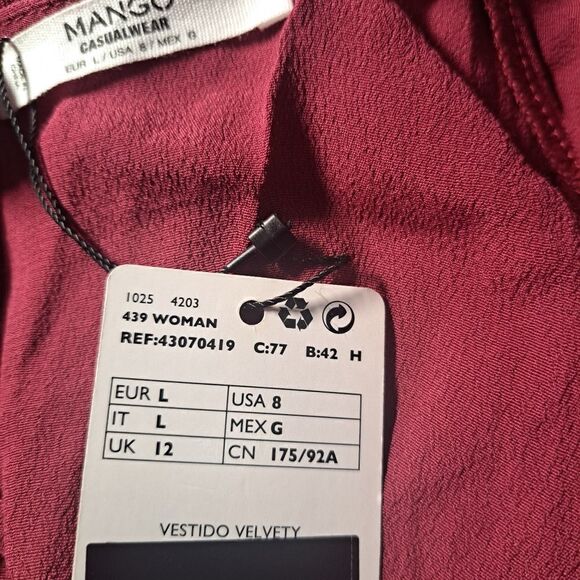 MANGO
CASUALWEAR
EUR L / USA 8 / MEX G
1025 4203
439 WOMAN
REF:43070419 C:77 B:42 H
EUR L USA 8
IT L MEX G
UK 12 CN 175/92A
VESTIDO VELVETY